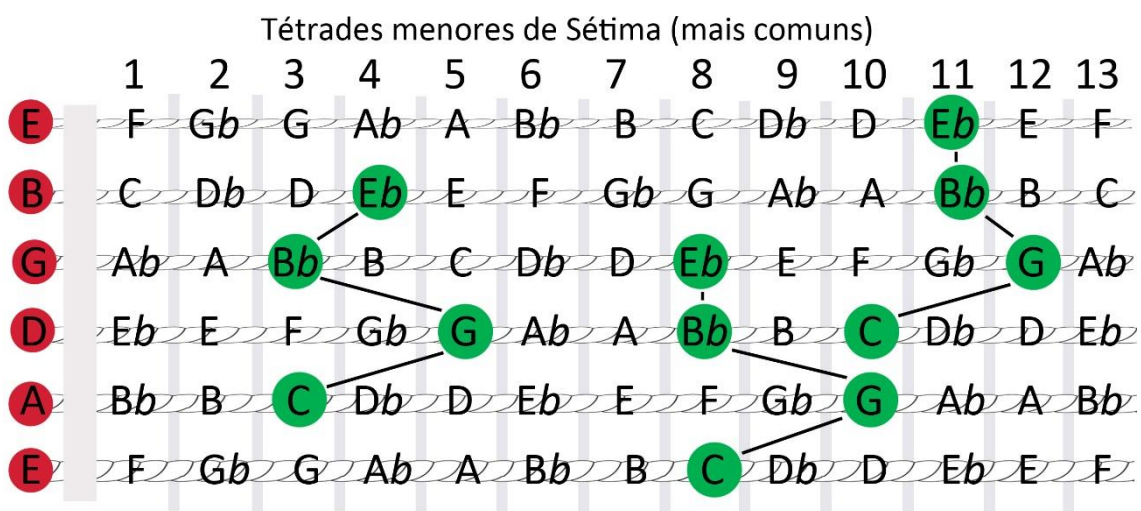 Tétrades menores de Sétima (mais comuns)
1 2 3 4 5 6 7 8 9 10 11 12 13
E F Gb G Ab A Bb B C Db D Eb E F
B C Db D Eb E F Gb G Ab A Bb B C
G Ab A Bb B C Db D Eb E F Gb G Ab
D Eb E F Gb G Ab A Bb B C Db D Eb
A Bb B C Db D Eb E F Gb G Ab A Bb
E F Gb G Ab A Bb B C Db D Eb E F